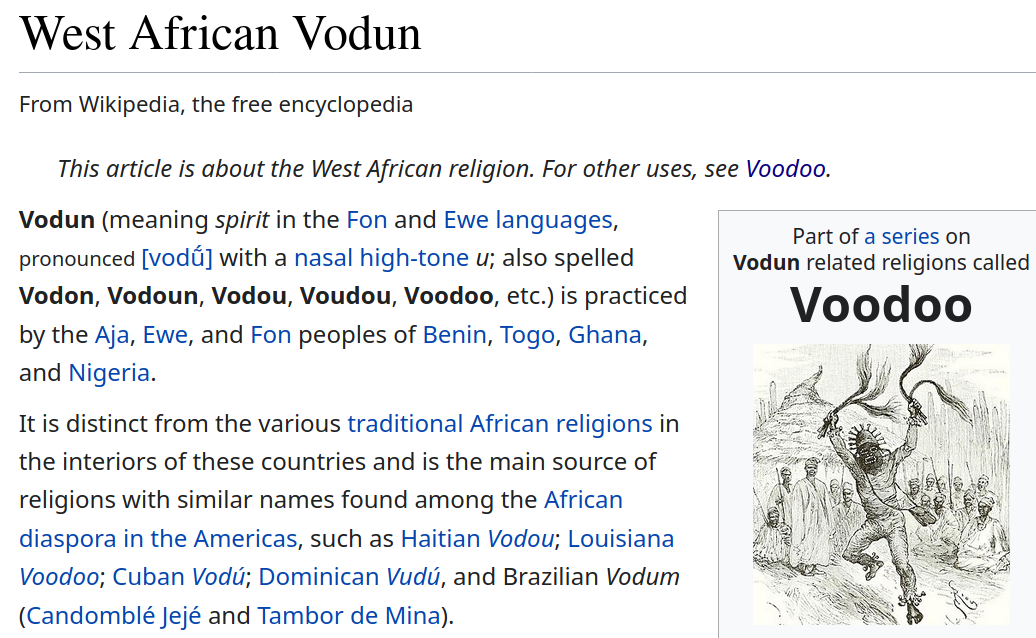 West African Vodun
From Wikipedia, the free encyclopedia
This article is about the West African religion. For other uses, see Voodoo.
Vodun (meaning spirit in the Fon and Ewe languages,
pronounced [vodṹ] with a nasal high-tone u; also spelled
Vodon, Vodoun, Vodou, Voudou, Voodoo, etc.) is practiced
by the Aja, Ewe, and Fon peoples of Benin, Togo, Ghana,
and Nigeria.
It is distinct from the various traditional African religions in
the interiors of these countries and is the main source of
religions with similar names found among the African
diaspora in the Americas, such as Haitian Vodou; Louisiana
Voodoo; Cuban Vodú; Dominican Vudú, and Brazilian Vodum
(Candomblé Jejé and Tambor de Mina).
Part of a series on
Vodun related religions called
Voodoo